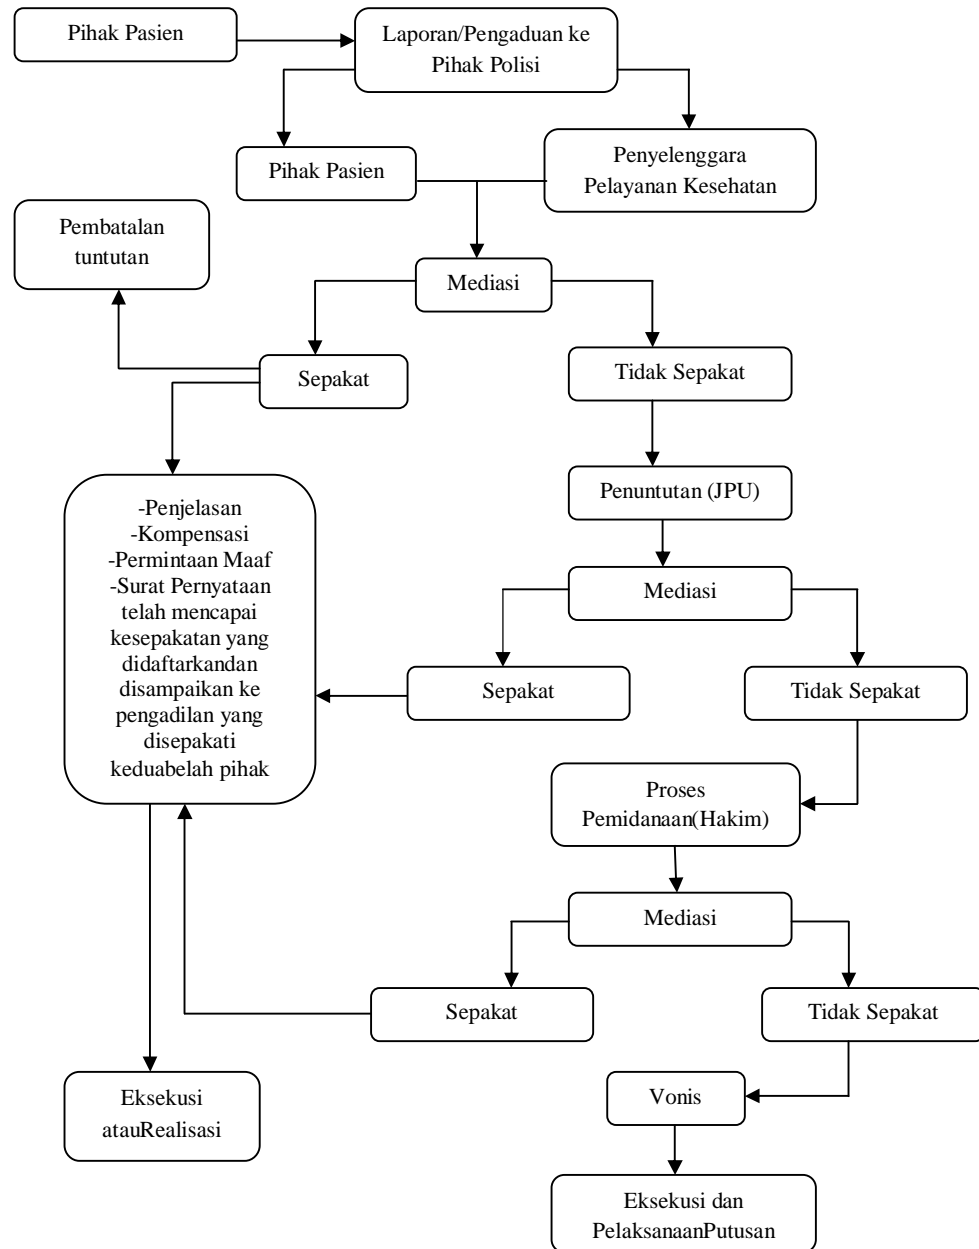 Pihak Pasien
Laporan/Pengaduan ke
Pihak Polisi
Pihak Pasien
Penyelenggara
Pelayanan Kesehatan
Pembatalan
tuntutan
Mediasi
Sepakat
Tidak Sepakat
Penuntutan (JPU)
-Penjelasan
-Kompensasi
-Permintaan Maaf
-Surat Pernyataan
telah mencapai
kesepakatan yang
didaftarkandan
disampaikan ke
pengadilan yang
disepakati
keduabelah pihak
Mediasi
Sepakat
Tidak Sepakat
Proses
Pemidanaan(Hakim)
Mediasi
Sepakat
Tidak Sepakat
Eksekusi
atauRealisasi
Vonis
Eksekusi dan
PelaksanaanPutusan